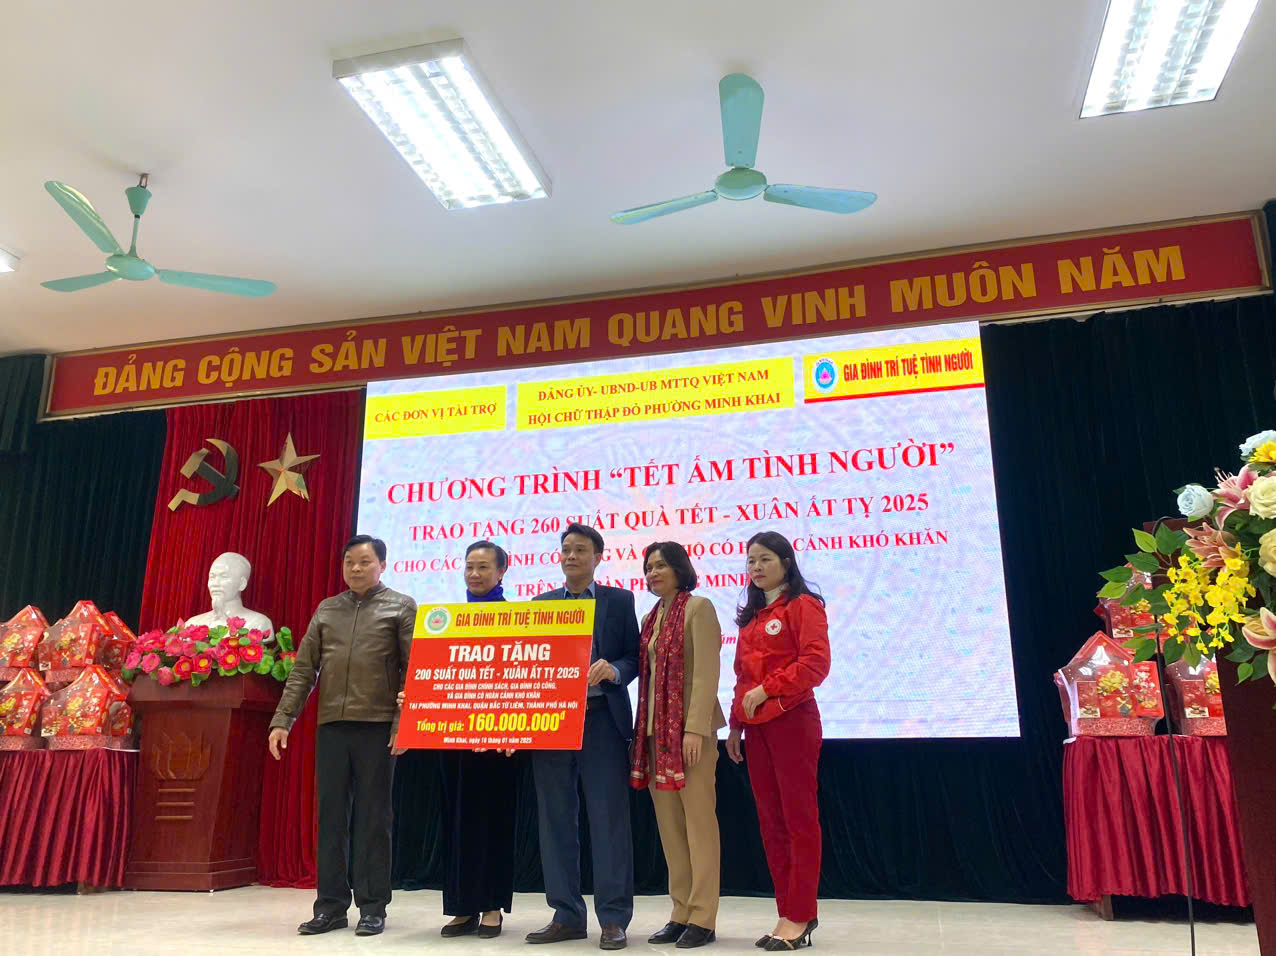 ĐẢNG CỘNG SẢN VIỆT NAM QUANG VINH MUÔN NĂM
CÁC ĐƠN VỊ TÀI TRỢ
ĐẢNG ỦY- UBND-UB MTTQ VIỆT NAM
HỘI CHỮ THẬP ĐỎ PHƯỜNG MINH KHAI
GIA ĐÌNH TRÍ TUỆ TÌNH NGƯỜI
CHƯƠNG TRÌNH “TẾT ẤM TÌNH NGƯỜI”
TRAO TẶNG 260 SUẤT QUÀ TẾT - XUÂN ẤT TỴ 2025
CHO CÁC CÓ VÀ HỘ CÓ CẢNH KHÓ KHĂN
TRÊN MINH
GIA ĐÌNH TRÍ TUỆ TÌNH NGƯỜI
TRAO TẶNG
200 SUẤT QUÀ TẾT - XUÂN ẤT TỴ 2025
CHO CÁC GIA ĐÌNH CHÍNH SÁCH, GIA ĐÌNH CÓ CÔNG,
VÀ GIA ĐÌNH CÓ HOÀN CẢNH KHÓ KHĂN
TẠI PHƯỜNG MINH KHAI, QUẬN BẮC TỪ LIÊM, THÀNH PHỐ HÀ NỘI
Tổng trị giá: 160.000.000đ
Minh Khai, ngày 16 tháng 01 năm 2025